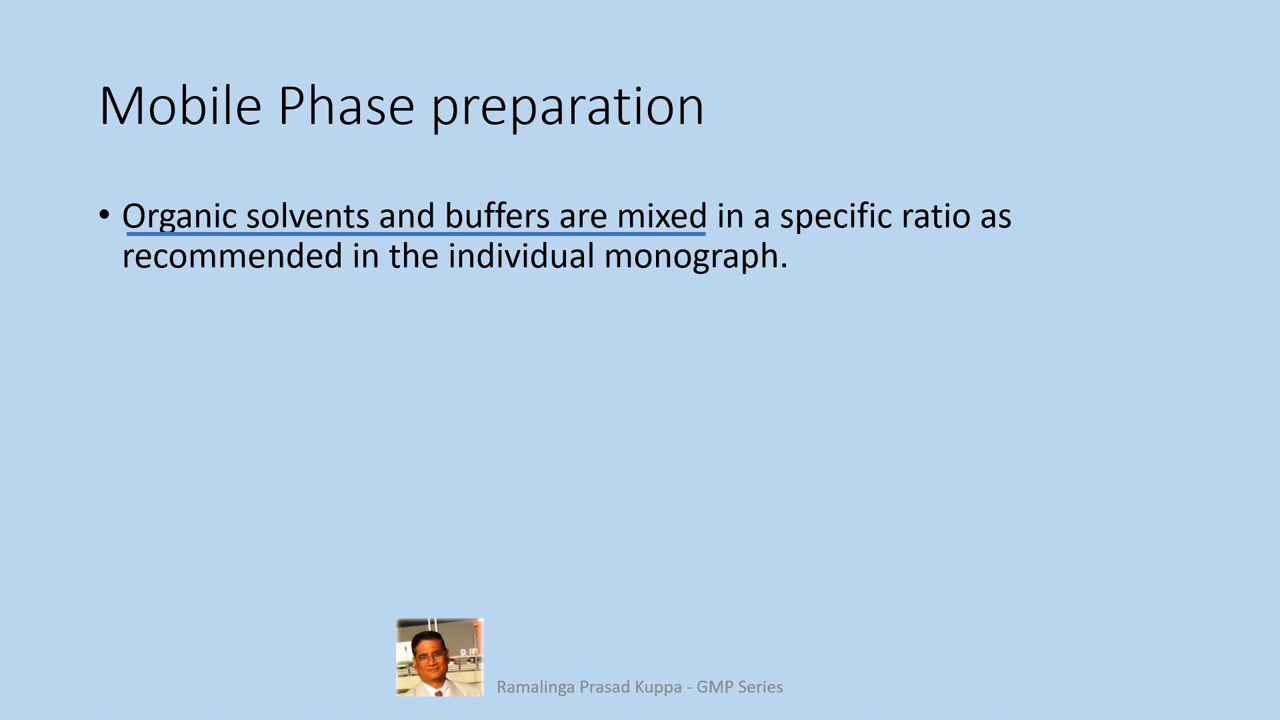 Mobile Phase preparation
• Organic solvents and buffers are mixed in a specific ratio as
recommended in the individual monograph.
Ramalinga Prasad Kuppa - GMP Series